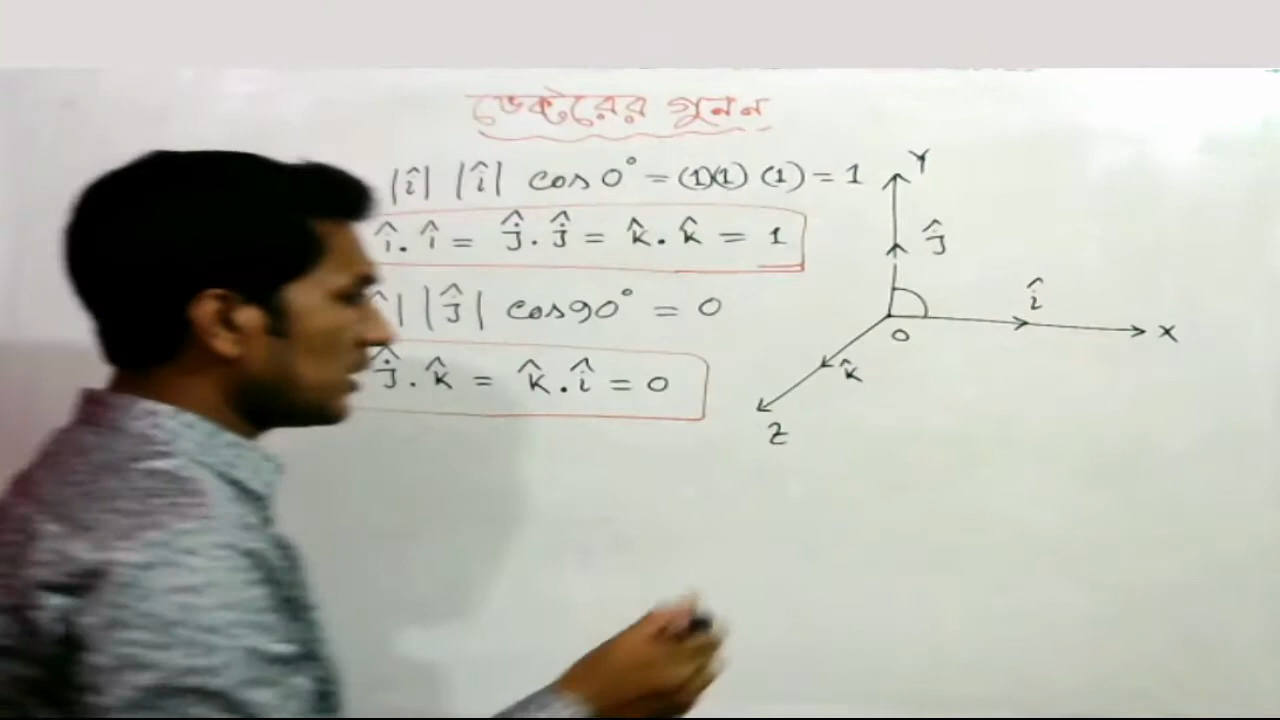 ভেক্টরের গুনন
|î| |î| cos 0° = (1)(1) (1) = 1
î . î = ĵ . ĵ = k̂ . k̂ = 1
| |ĵ| cos 90° = 0
ĵ . k̂ = k̂ . î = 0
Y
ĵ
î
X
O
k̂
Z